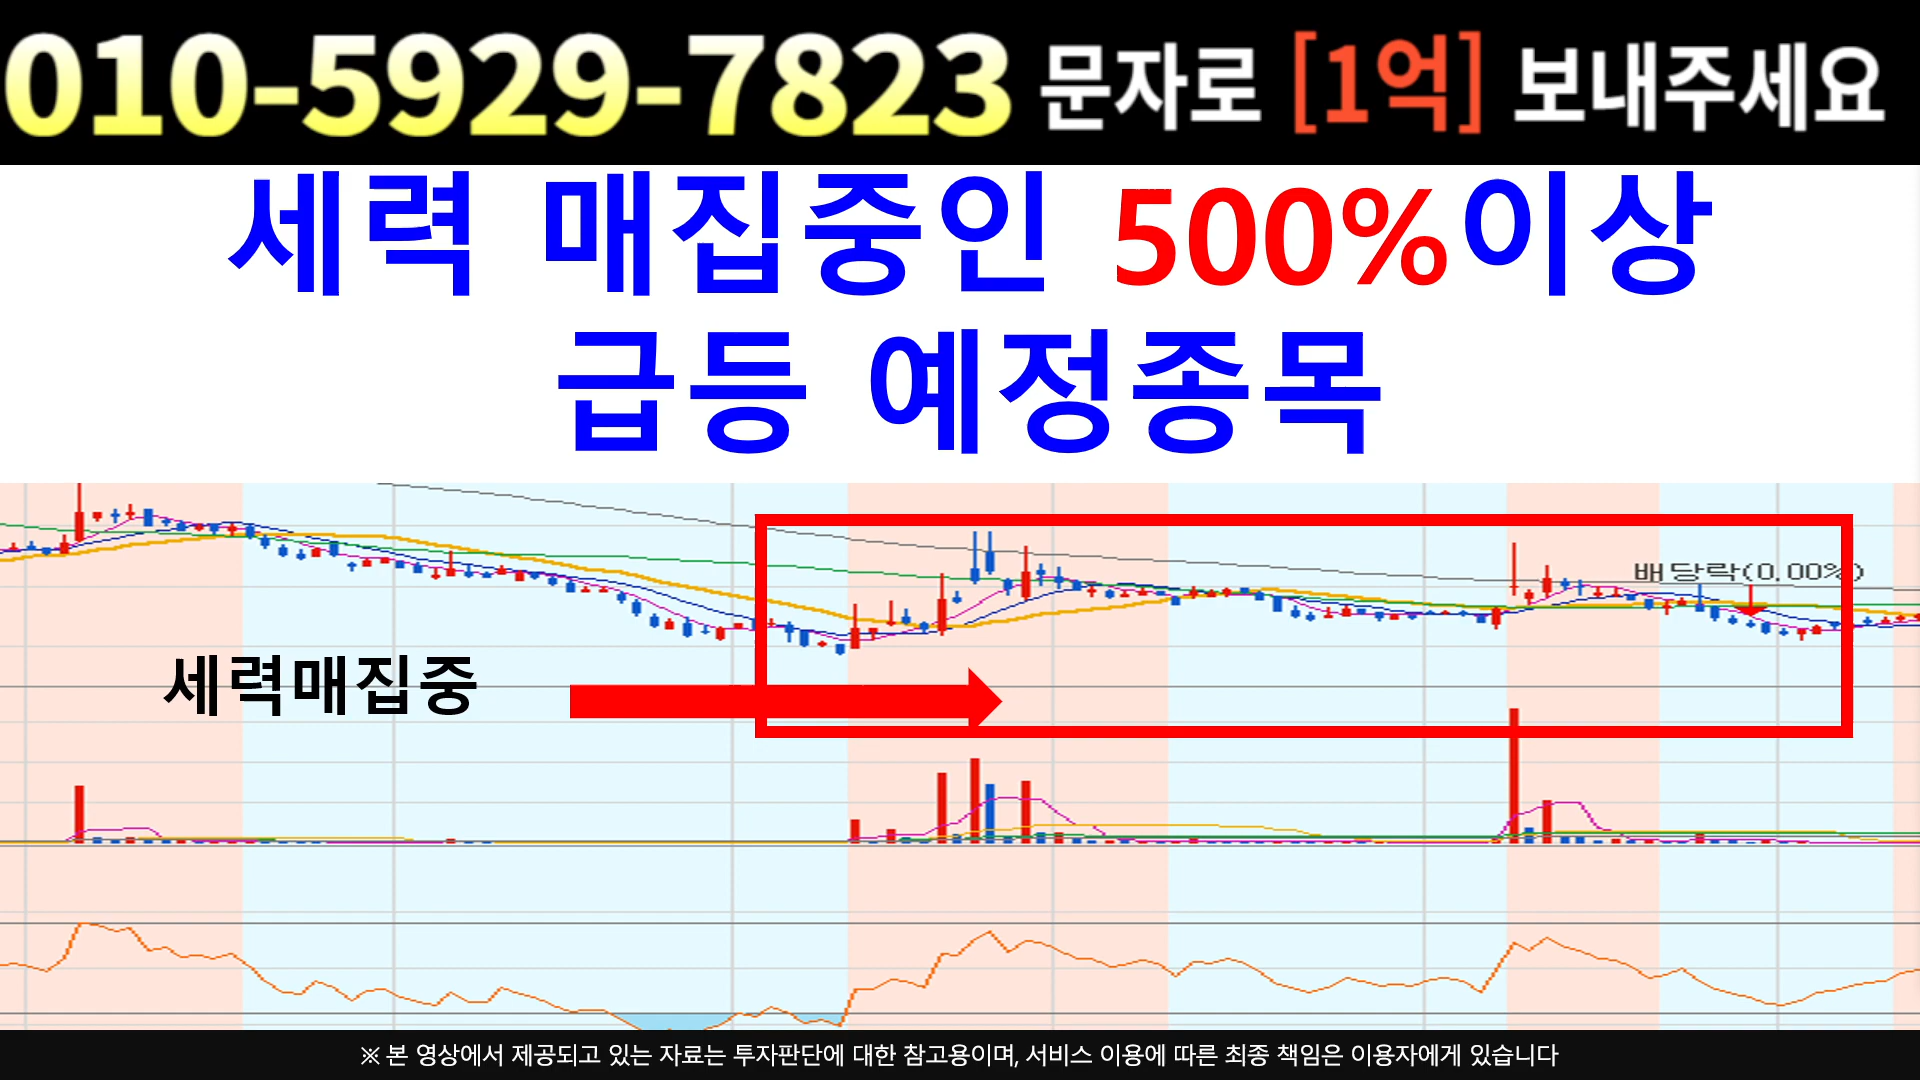 010-5929-7823 문자로 [1억] 보내주세요
세력 매집중인 500%이상
급등 예정종목
배당락(0.00%)
세력매집중
※ 본 영상에서 제공되고 있는 자료는 투자판단에 대한 참고용이며, 서비스 이용에 따른 최종 책임은 이용자에게 있습니다